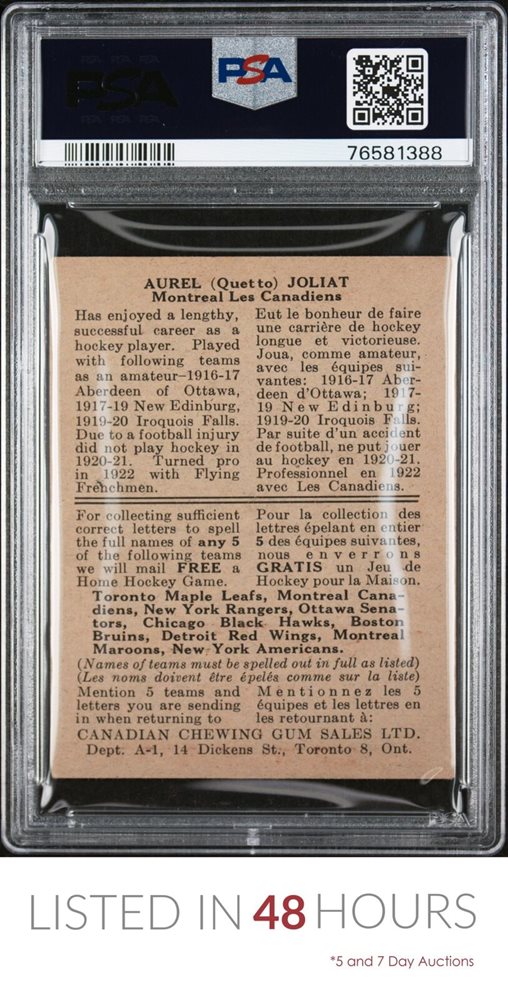 PSA
76581388
AUREL (Quetto) JOLIAT
Montreal Les Canadiens
Has enjoyed a lengthy,
successful career as a
hockey player. Played
with following teams
as an amateur—1916-17
Aberdeen of Ottawa,
1917-19 New Edinburg,
1919-20 Iroquois Falls.
Due to a football injury
did not play hockey in
1920-21. Turned pro
in 1922 with Flying
Frenchmen.
Eut le bonheur de faire
une carrière de hockey
longue et victorieuse.
Joua, comme amateur,
avec les équipes sui-
vantes: 1916-17 Aber-
deen d'Ottawa; 1917-
19 New Edinburg;
1919-20 Iroquois Falls.
Par suite d'un accident
de football, ne put jouer
au hockey en 1920-21.
Professionel en 1922
avec Les Canadiens.
For collecting sufficient
correct letters to spell
the full names of any 5
of the following teams
we will mail FREE a
Home Hockey Game.
Pour la collection des
lettres épelant en entier
5 des équipes suivantes,
nous enverrons
GRATIS un Jeu de
Hockey pour la Maison.
Toronto Maple Leafs, Montreal Cana-
diens, New York Rangers, Ottawa Sena-
tors, Chicago Black Hawks, Boston
Bruins, Detroit Red Wings, Montreal
Maroons, New York Americans.
(Names of teams must be spelled out in full as listed)
(Les noms doivent être épelés comme sur la liste)
Mention 5 teams and
letters you are sending
in when returning to
Mentionnez les 5
équipes et les lettres en
les retournant à:
CANADIAN CHEWING GUM SALES LTD.
Dept. A-1, 14 Dickens St., Toronto 8, Ont.
LISTED IN 48 HOURS
*5 and 7 Day Auctions